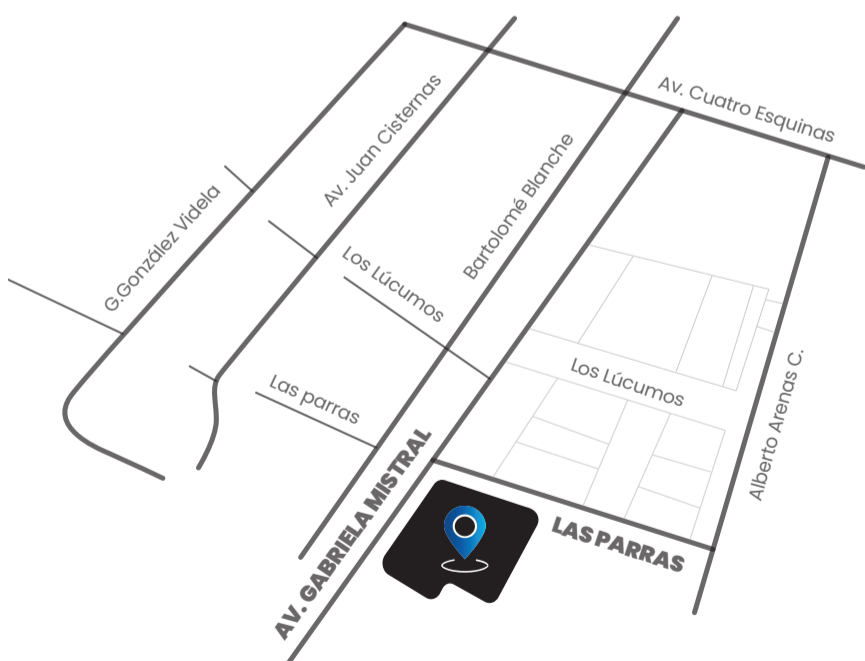 Av. Cuatro Esquinas
Av. Juan Cisternas
G.González Videla
Bartolomé Blanche
Los Lúcumos
Los Lúcumos
Las parras
Alberto Arenas C.
AV. GABRIELA MISTRAL
LAS PARRAS